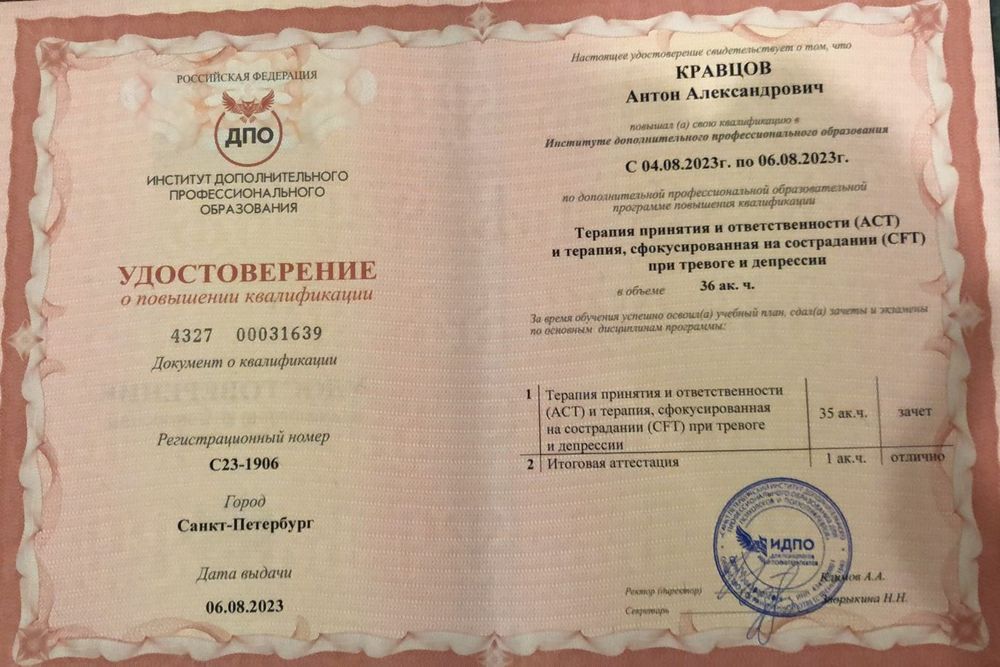 РОССИЙСКАЯ ФЕДЕРАЦИЯ
ДПО
ИНСТИТУТ ДОПОЛНИТЕЛЬНОГО
ПРОФЕССИОНАЛЬНОГО
ОБРАЗОВАНИЯ
УДОСТОВЕРЕНИЕ
о повышении квалификации
4327 00031639
Документ о квалификации
Регистрационный номер
С23-1906
Город
Санкт-Петербург
Дата выдачи
06.08.2023
Настоящее удостоверение свидетельствует о том, что
КРАВЦОВ
Антон Александрович
повышал (а) свою квалификацию в
Институте дополнительного профессионального образования
С 04.08.2023г. по 06.08.2023г.
по дополнительной профессиональной образовательной
программе повышения квалификации
Терапия принятия и ответственности (ACT)
и терапия, сфокусированная на сострадании (CFT)
при тревоге и депрессии
в объеме 36 ак. ч.
За время обучения успешно освоил(а) учебный план, сдал(а) зачеты и экзамены
по основным дисциплинам программы:
1 Терапия принятия и ответственности
(ACT) и терапия, сфокусированная
на сострадании (CFT) при тревоге
и депрессии
35 ак.ч. зачет
2 Итоговая аттестация 1 ак.ч. отлично
ИДПО
Ректор (директор) Климов А.А.
Секретарь Зворыкина Н.Н.